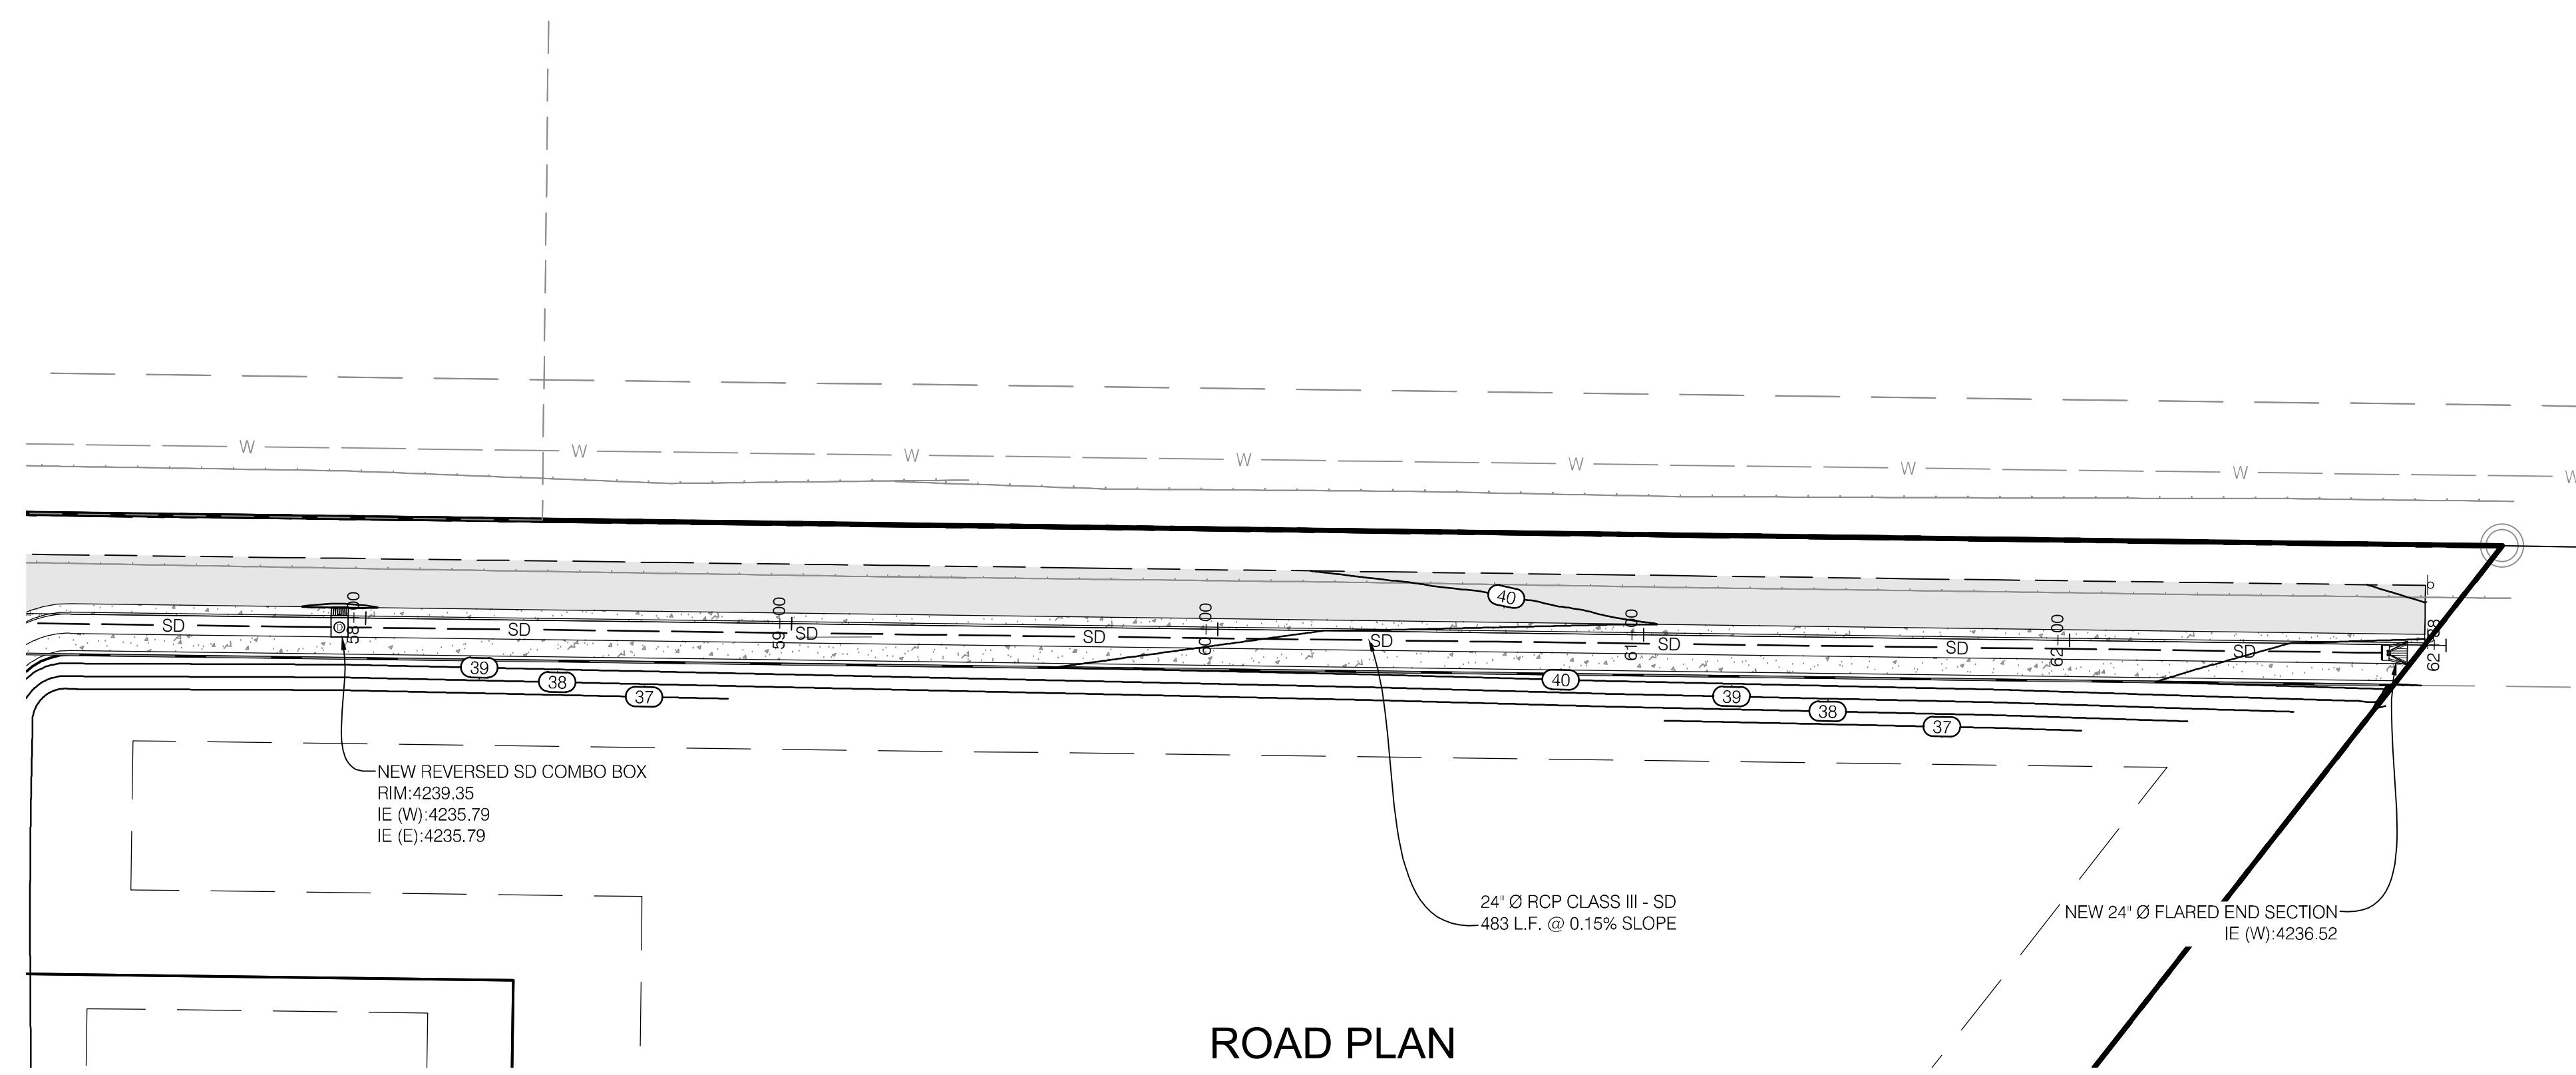 W W W W W W W W
40
58+00
59+00
60+00
61+00
62+00
62+68
SD SD SD SD SD SD SD SD
39
38
37
40
39
38
37
NEW REVERSED SD COMBO BOX
RIM:4239.35
IE (W):4235.79
IE (E):4235.79
24" Ø RCP CLASS III - SD
483 L.F. @ 0.15% SLOPE
NEW 24" Ø FLARED END SECTION
IE (W):4236.52
ROAD PLAN